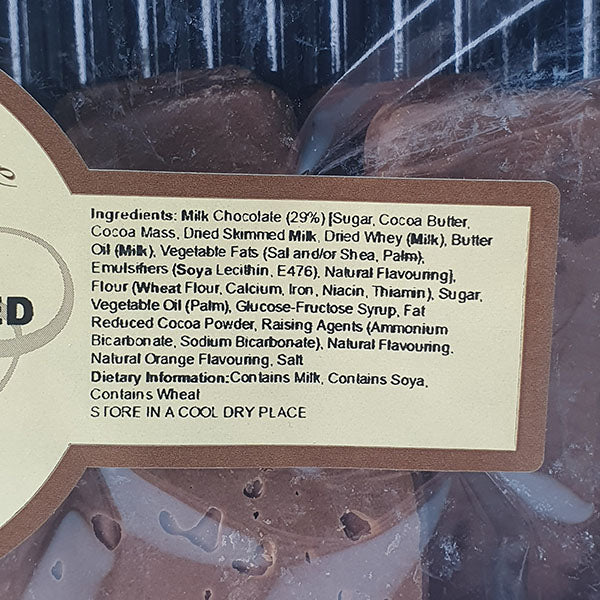 Ingredients: Milk Chocolate (29%) [Sugar, Cocoa Butter,
Cocoa Mass, Dried Skimmed Milk, Dried Whey (Milk), Butter
Oil (Milk), Vegetable Fats (Sal and/or Shea, Palm),
Emulsifiers (Soya Lecithin, E476), Natural Flavouring],
Flour (Wheat Flour, Calcium, Iron, Niacin, Thiamin), Sugar,
Vegetable Oil (Palm), Glucose-Fructose Syrup, Fat
Reduced Cocoa Powder, Raising Agents (Ammonium
Bicarbonate, Sodium Bicarbonate), Natural Flavouring,
Natural Orange Flavouring, Salt
Dietary Information:Contains Milk, Contains Soya,
Contains Wheat
STORE IN A COOL DRY PLACE